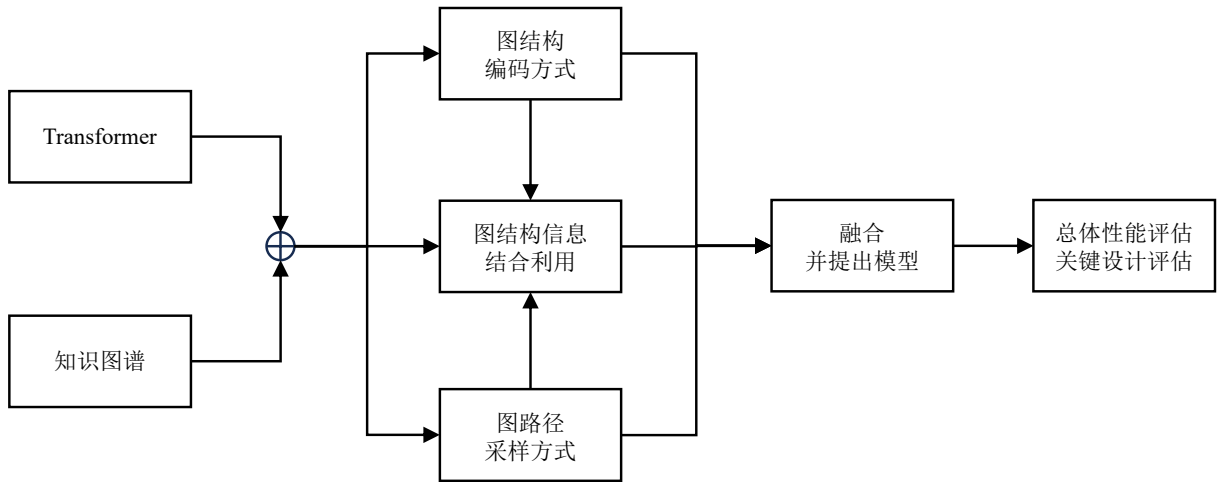 Transformer
知识图谱
图结构
编码方式
图结构信息
结合利用
图路径
采样方式
融合
并提出模型
总体性能评估
关键设计评估